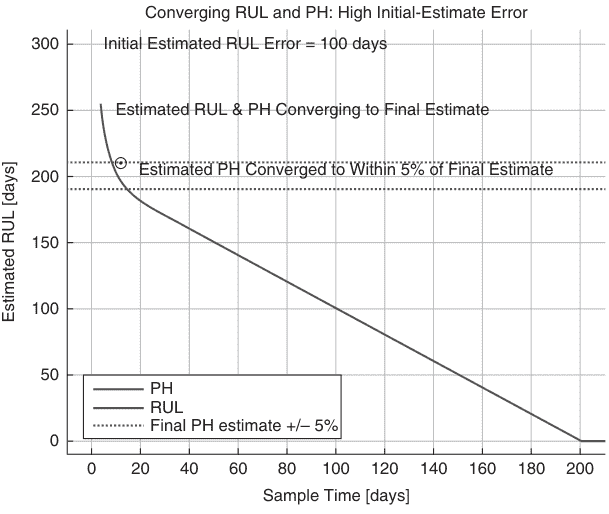 Converging RUL and PH: High Initial-Estimate Error
300
Initial Estimated RUL Error = 100 days
250
Estimated RUL & PH Converging to Final Estimate
Estimated PH Converged to Within 5% of Final Estimate
200
150
100
50
0
Estimated RUL [days]
PH
RUL
Final PH estimate +/– 5%
0 20 40 60 80 100 120 140 160 180 200
Sample Time [days]